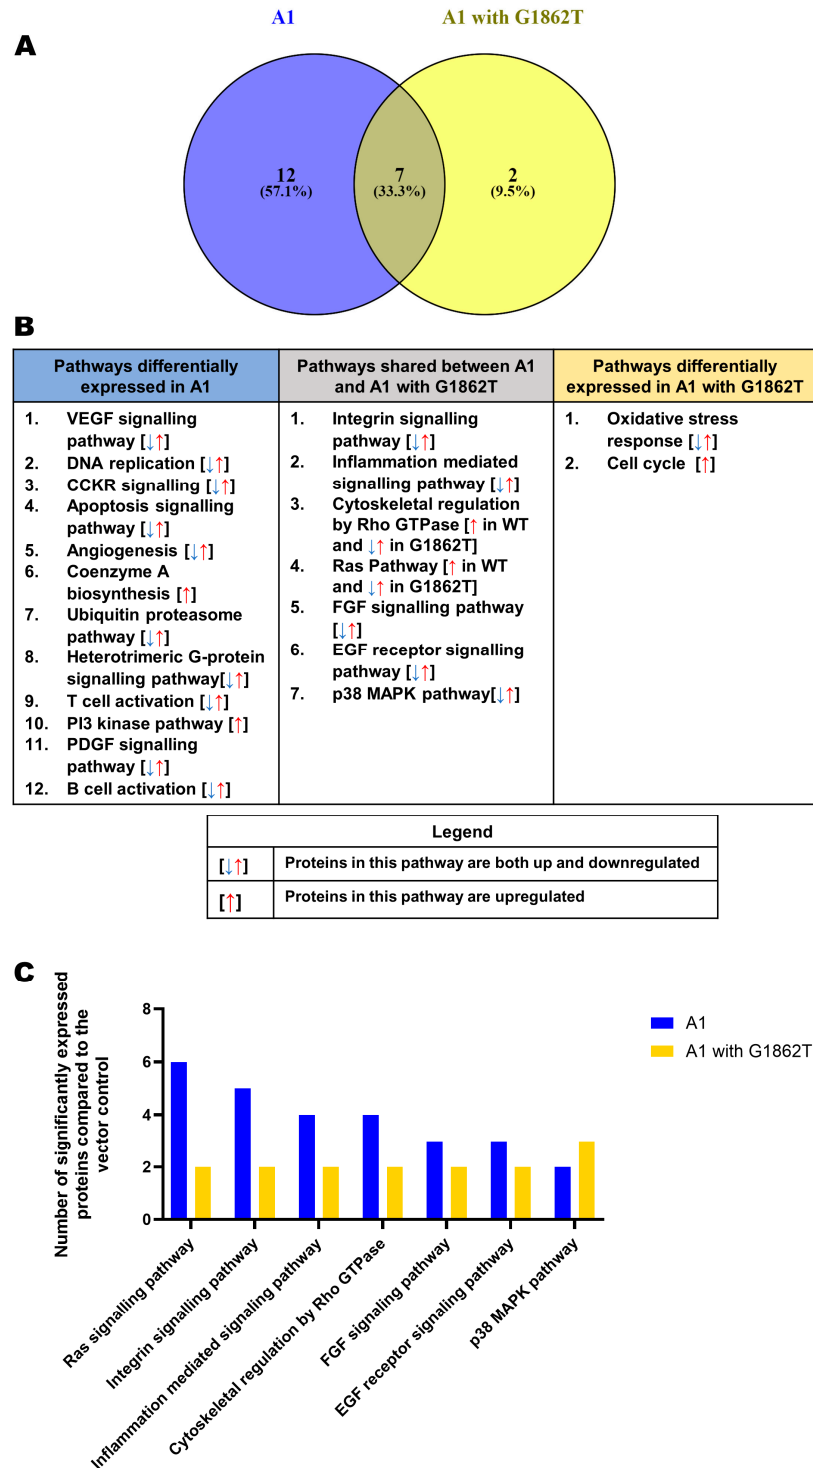 A1
A1 with G1862T
A
12
(57.1%)
7
(33.3%)
2
(9.5%)
B
Pathways differentially
expressed in A1
Pathways shared between A1
and A1 with G1862T
Pathways differentially
expressed in A1 with G1862T
1. VEGF signalling
pathway [↓↑]
2. DNA replication [↓↑]
3. CCKR signalling [↓↑]
4. Apoptosis signalling
pathway [↓↑]
5. Angiogenesis [↓↑]
6. Coenzyme A
biosynthesis [↑]
7. Ubiquitin proteasome
pathway [↓↑]
8. Heterotrimeric G-protein
signalling pathway[↓↑]
9. T cell activation [↓↑]
10. PI3 kinase pathway [↑]
11. PDGF signalling
pathway [↓↑]
12. B cell activation [↓↑]
1. Integrin signalling
pathway [↓↑]
2. Inflammation mediated
signalling pathway [↓↑]
3. Cytoskeletal regulation
by Rho GTPase [↑ in WT
and ↓↑ in G1862T]
4. Ras Pathway [↑ in WT
and ↓↑ in G1862T]
5. FGF signalling pathway
[↓↑]
6. EGF receptor signalling
pathway [↓↑]
7. p38 MAPK pathway[↓↑]
1. Oxidative stress
response [↓↑]
2. Cell cycle [↑]
Legend
[↓↑] Proteins in this pathway are both up and downregulated
[↑] Proteins in this pathway are upregulated
C
Number of significantly expressed
proteins compared to the
vector control
8
6
4
2
0
A1
A1 with G1862T
Ras signalling pathway
Integrin signalling pathway
Inflammation mediated signaling pathway
Cytoskeletal regulation by Rho GTPase
FGF signaling pathway
EGF receptor signaling pathway
p38 MAPK pathway